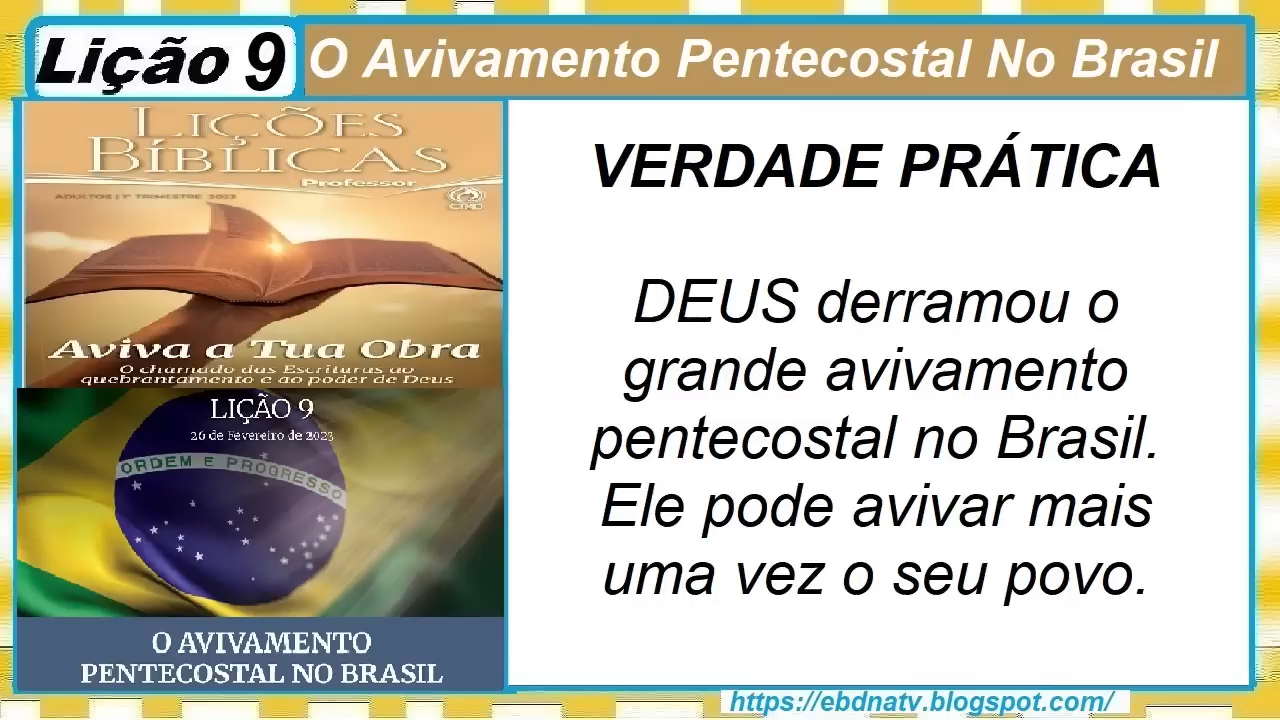 Lição 9
O Avivamento Pentecostal No Brasil
LIÇÕES
BÍBLICAS
Professor
ADULTOS | 1º TRIMESTRE 2023
CPAD
Aviva a Tua Obra
O chamado das Escrituras ao
quebrantamento e ao poder de Deus
LIÇÃO 9
26 de Fevereiro de 2023
ORDEM E PROGRESSO
O AVIVAMENTO
PENTECOSTAL NO BRASIL
VERDADE PRÁTICA
DEUS derramou o
grande avivamento
pentecostal no Brasil.
Ele pode avivar mais
uma vez o seu povo.
https://ebdnatv.blogspot.com/